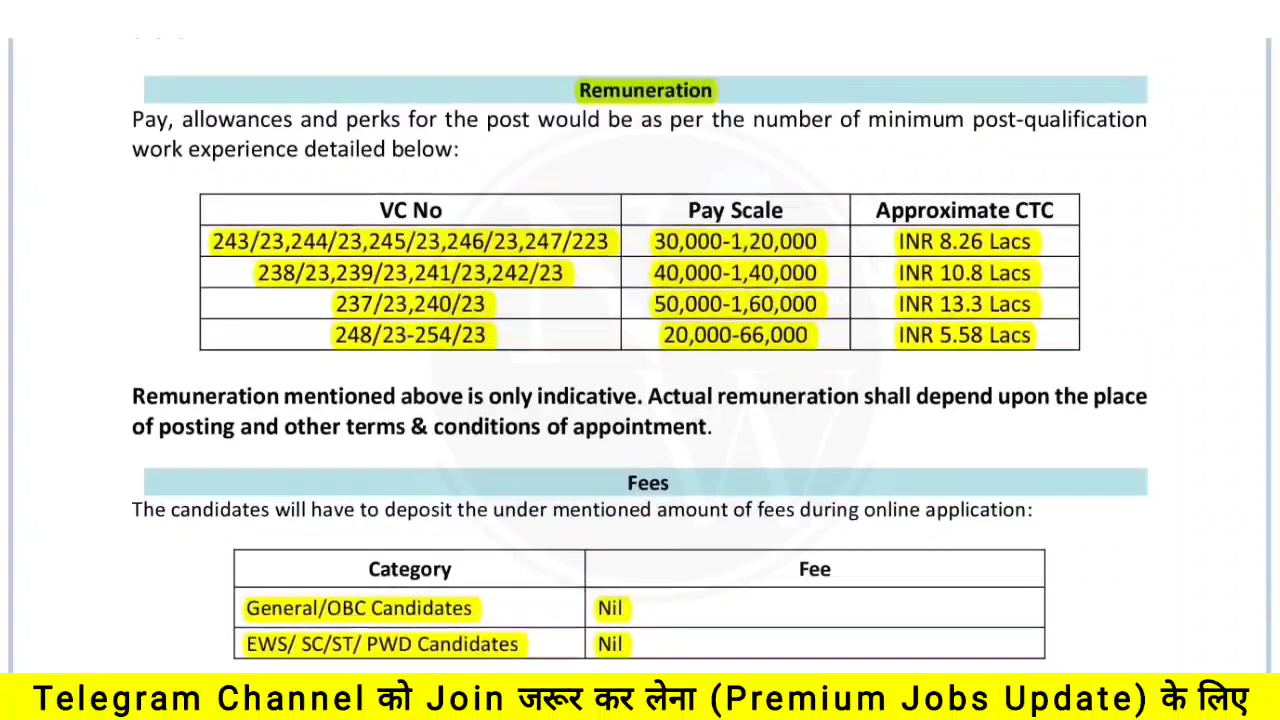 Remuneration
Pay, allowances and perks for the post would be as per the number of minimum post-qualification
work experience detailed below:
VC No Pay Scale Approximate CTC
243/23,244/23,245/23,246/23,247/223 30,000-1,20,000 INR 8.26 Lacs
238/23,239/23,241/23,242/23 40,000-1,40,000 INR 10.8 Lacs
237/23,240/23 50,000-1,60,000 INR 13.3 Lacs
248/23-254/23 20,000-66,000 INR 5.58 Lacs
Remuneration mentioned above is only indicative. Actual remuneration shall depend upon the place
of posting and other terms & conditions of appointment.
Fees
The candidates will have to deposit the under mentioned amount of fees during online application:
Category Fee
General/OBC Candidates Nil
EWS/ SC/ST/ PWD Candidates Nil
Telegram Channel को Join जरूर कर लेना (Premium Jobs Update) के लिए